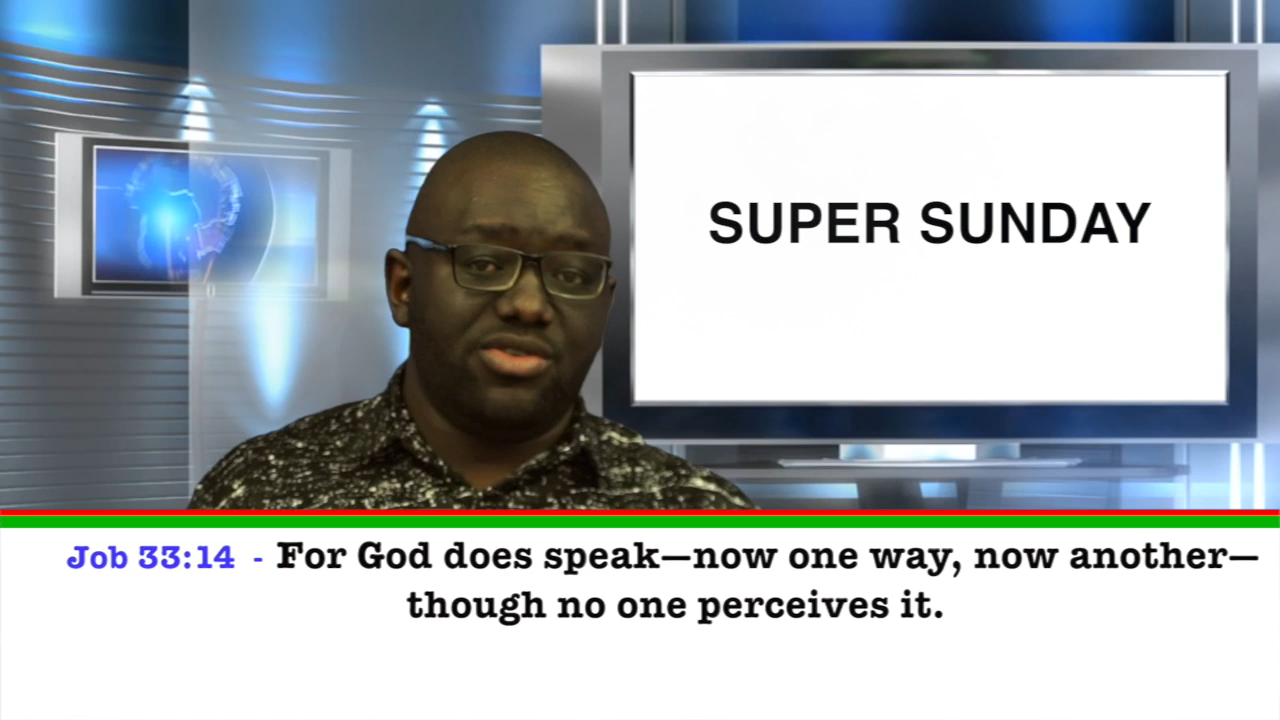 SUPER SUNDAY
Job 33:14 - For God does speak—now one way, now another—
though no one perceives it.